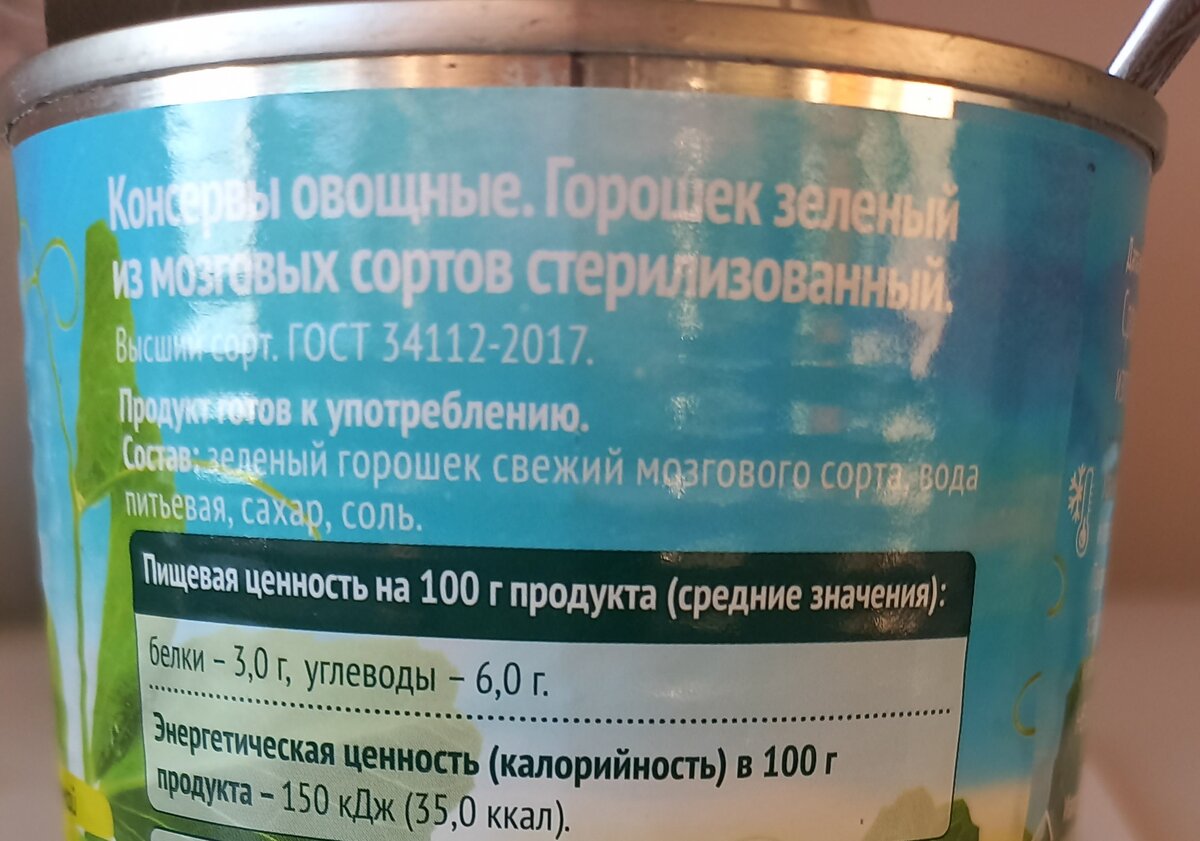 Консервы овощные. Горошек зеленый
из мозговых сортов стерилизованный.
Высший сорт. ГОСТ 34112-2017.
Продукт готов к употреблению.
Состав: зеленый горошек свежий мозгового сорта, вода
питьевая, сахар, соль.
Пищевая ценность на 100 г продукта (средние значения):
белки – 3,0 г, углеводы – 6,0 г.
Энергетическая ценность (калорийность) в 100 г
продукта – 150 кДж (35,0 ккал).